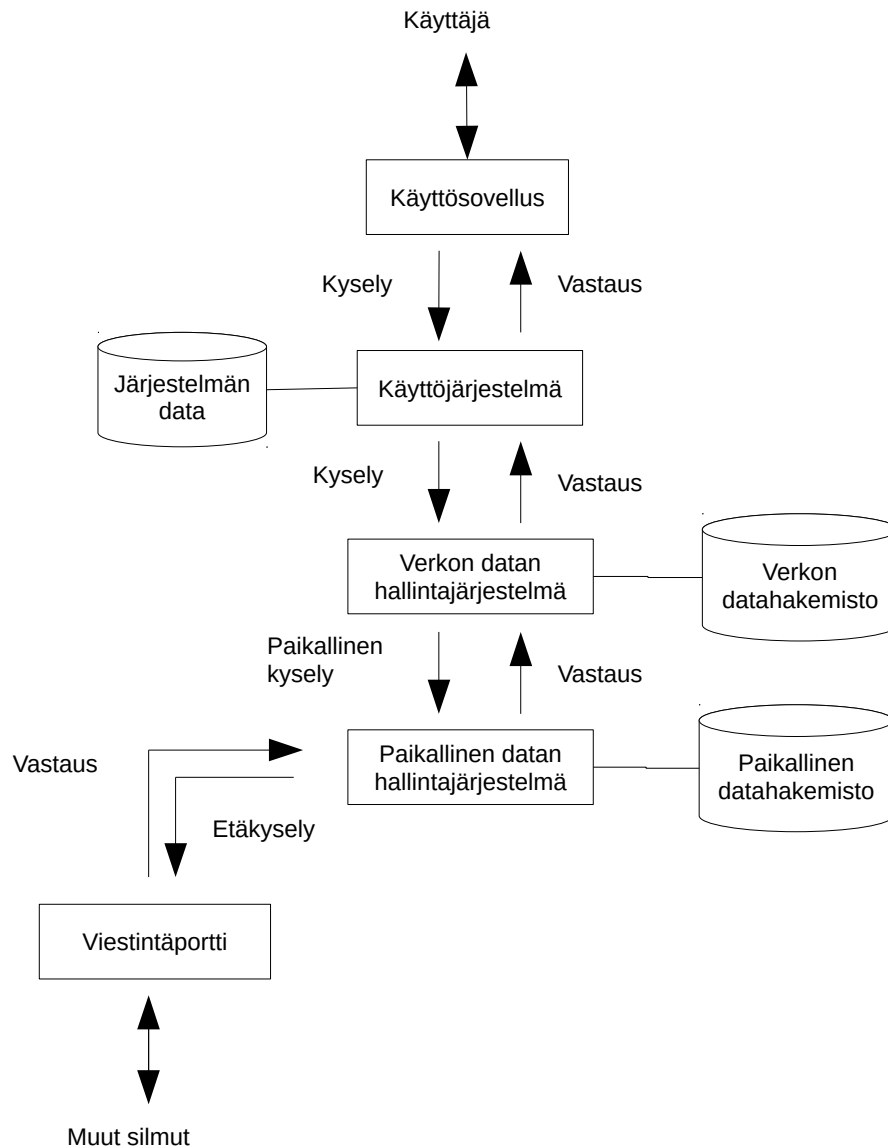 Käyttäjä
Käyttösovellus
Kysely
Vastaus
Järjestelmän
data
Käyttöjärjestelmä
Kysely
Vastaus
Verkon datan
hallintajärjestelmä
Verkon
datahakemisto
Paikallinen
kysely
Vastaus
Paikallinen datan
hallintajärjestelmä
Paikallinen
datahakemisto
Vastaus
Etäkysely
Viestintäportti
Muut silmut